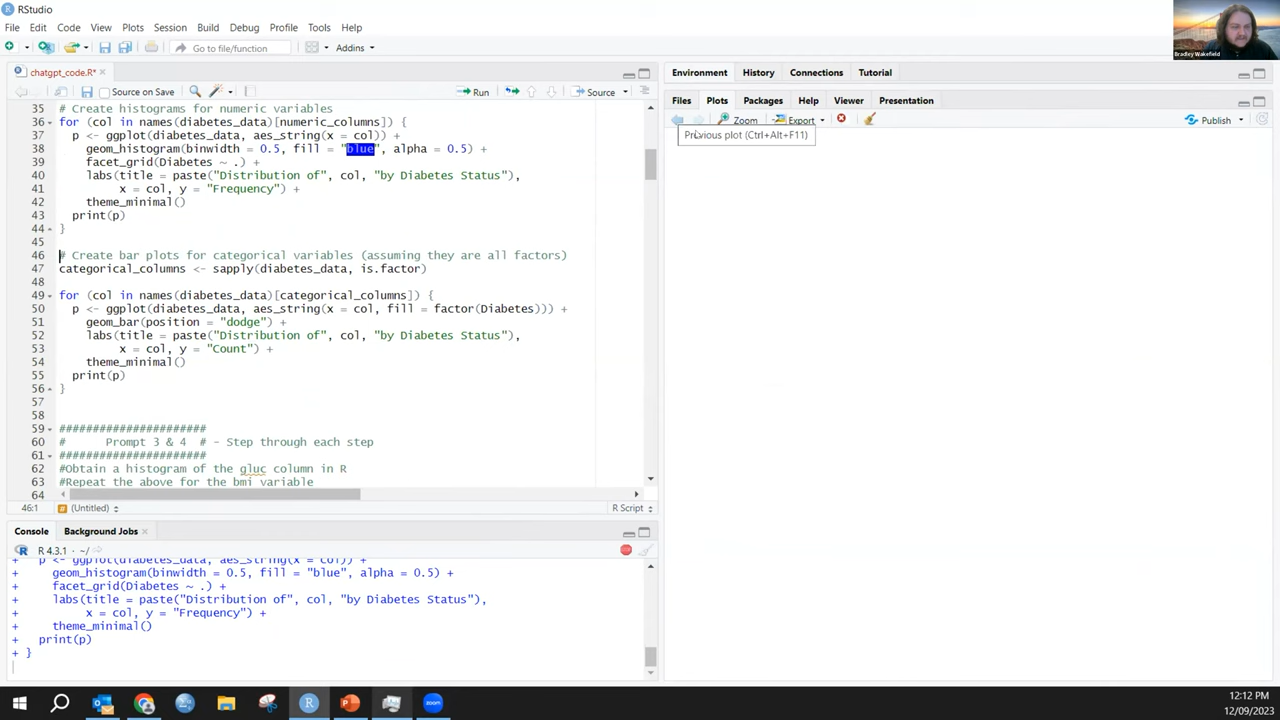 RStudio
File Edit Code View Plots Session Build Debug Profile Tools Help
Go to file/function Addins
chatgpt_code.R*
Source on Save Run Source
35 # Create histograms for numeric variables
36 for (col in names(diabetes_data)[numeric_columns]) {
37 p <- ggplot(diabetes_data, aes_string(x = col)) +
38 geom_histogram(binwidth = 0.5, fill = "blue", alpha = 0.5) +
39 facet_grid(Diabetes ~ .) +
40 labs(title = paste("Distribution of", col, "by Diabetes Status"),
41 x = col, y = "Frequency") +
42 theme_minimal()
43 print(p)
44 }
45
46 # Create bar plots for categorical variables (assuming they are all factors)
47 categorical_columns <- sapply(diabetes_data, is.factor)
48
49 for (col in names(diabetes_data)[categorical_columns]) {
50 p <- ggplot(diabetes_data, aes_string(x = col, fill = factor(Diabetes))) +
51 geom_bar(position = "dodge") +
52 labs(title = paste("Distribution of", col, "by Diabetes Status"),
53 x = col, y = "Count") +
54 theme_minimal()
55 print(p)
56 }
57
58
59 ######################
60 # Prompt 3 & 4 # - Step through each step
61 ######################
62 #Obtain a histogram of the gluc column in R
63 #Repeat the above for the bmi variable
64
46:1 (Untitled) R Script
Console Background Jobs
R 4.3.1 · ~/
+ p <- ggplot(diabetes_data, aes_string(x = col)) +
+ geom_histogram(binwidth = 0.5, fill = "blue", alpha = 0.5) +
+ facet_grid(Diabetes ~ .) +
+ labs(title = paste("Distribution of", col, "by Diabetes Status"),
+ x = col, y = "Frequency") +
+ theme_minimal()
+ print(p)
+ }
Environment History Connections Tutorial
Files Plots Packages Help Viewer Presentation
Zoom Export Publish
Previous plot (Ctrl+Alt+F11)
Bradley Wakefield
zoom
12:12 PM
12/09/2023